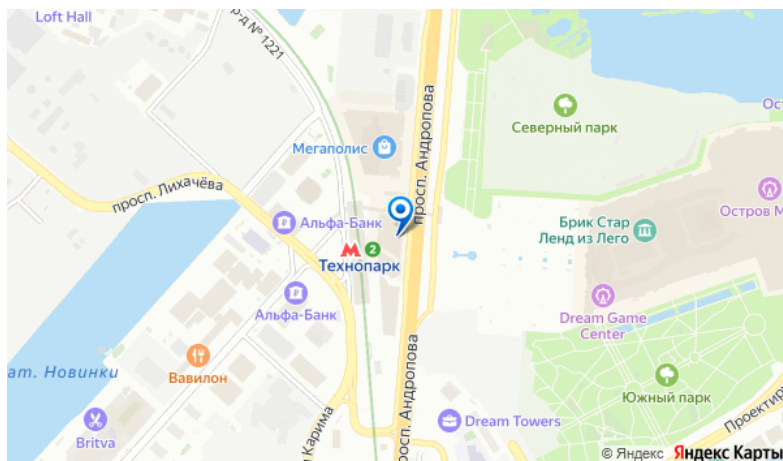 Loft Hall
р-д № 1221
просп. Андропова
Северный парк
Мегаполис
просп. Лихачёва
Альфа-Банк
Остров М
Брик Стар
Ленд из Лего
М 2
Технопарк
Альфа-Банк
Dream Game
Center
ат. Новинки
Вавилон
просп. Андропова
Южный парк
Britva
Карима
Dream Towers
Проектир
© Яндекс Яндекс Карты